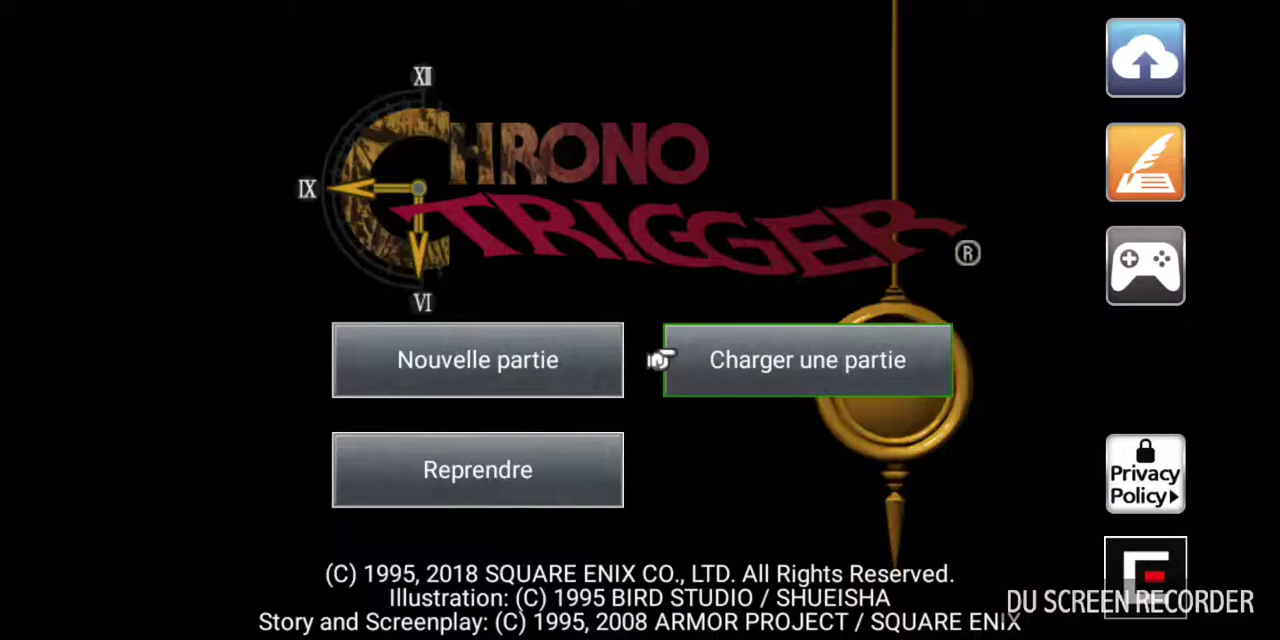 XII
CHRONO
IX
TRIGGER
®
VI
Nouvelle partie
Charger une partie
Reprendre
Privacy
Policy
(C) 1995, 2018 SQUARE ENIX CO., LTD. All Rights Reserved.
Illustration: (C) 1995 BIRD STUDIO / SHUEISHA
Story and Screenplay: (C) 1995, 2008 ARMOR PROJECT / SQUARE ENIX
DU SCREEN RECORDER